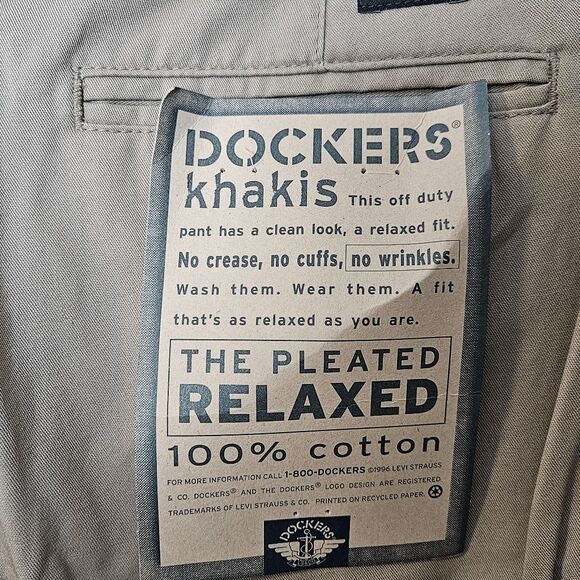 DOCKERS®
khakis This off duty
pant has a clean look, a relaxed fit.
No crease, no cuffs, no wrinkles.
Wash them. Wear them. A fit
that's as relaxed as you are.
THE PLEATED
RELAXED
100% cotton
FOR MORE INFORMATION CALL 1-800-DOCKERS ©1996 LEVI STRAUSS
& CO. DOCKERS® AND THE DOCKERS® LOGO DESIGN ARE REGISTERED
TRADEMARKS OF LEVI STRAUSS & CO. PRINTED ON RECYCLED PAPER.
DOCKERS